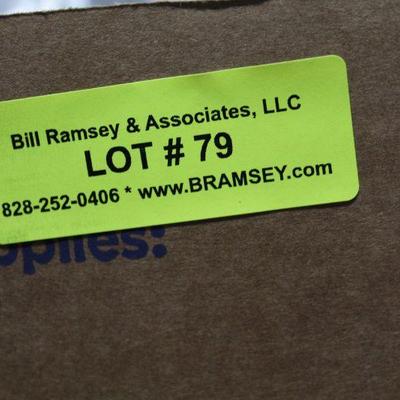 Bill Ramsey & Associates, LLC
LOT # 79
828-252-0406 * www.BRAMSEY.com
pplies: